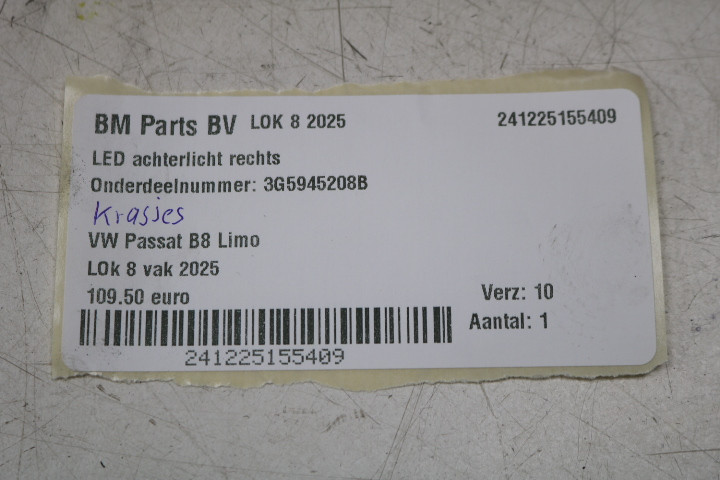 BM Parts BV LOK 8 2025 241225155409
LED achterlicht rechts
Onderdeelnummer: 3G5945208B
Krasjes
VW Passat B8 Limo
LOk 8 vak 2025
109.50 euro Verz: 10
Aantal: 1
241225155409